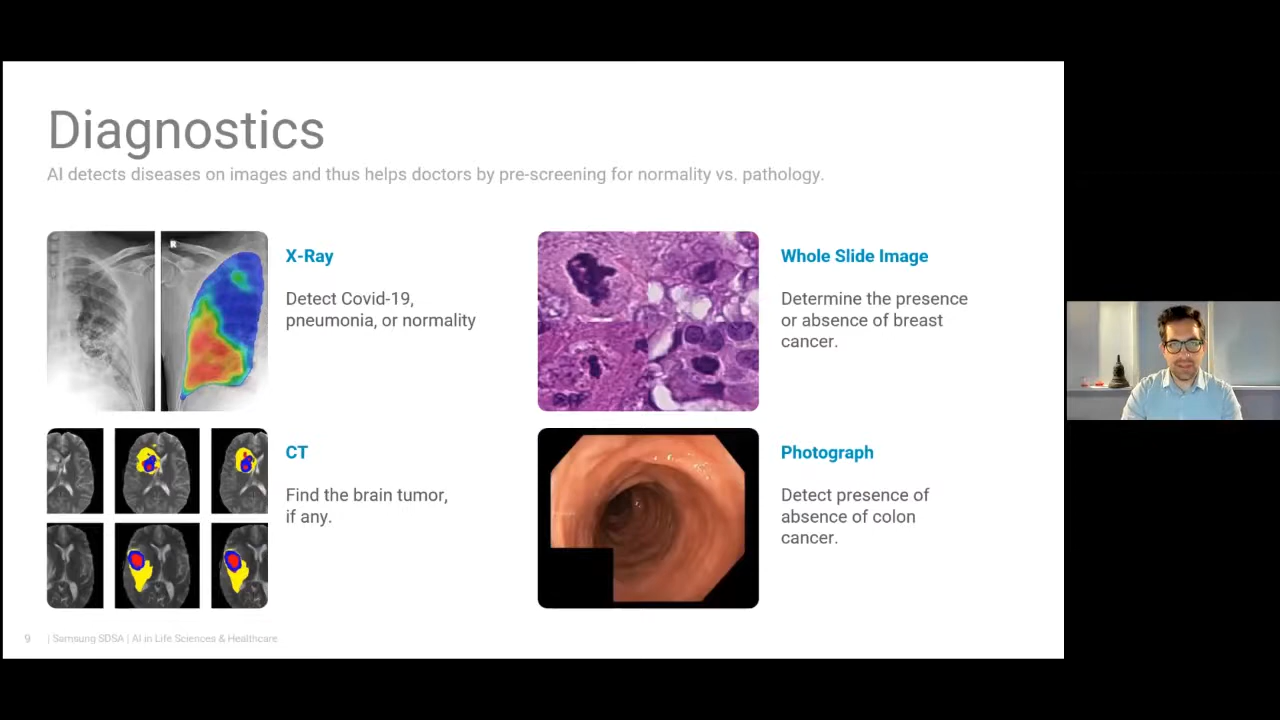 Diagnostics
AI detects diseases on images and thus helps doctors by pre-screening for normality vs. pathology.
R
X-Ray
Detect Covid-19,
pneumonia, or normality
Whole Slide Image
Determine the presence
or absence of breast
cancer.
CT
Find the brain tumor,
if any.
Photograph
Detect presence of
absence of colon
cancer.
9 | Samsung SDSA | AI in Life Sciences & Healthcare